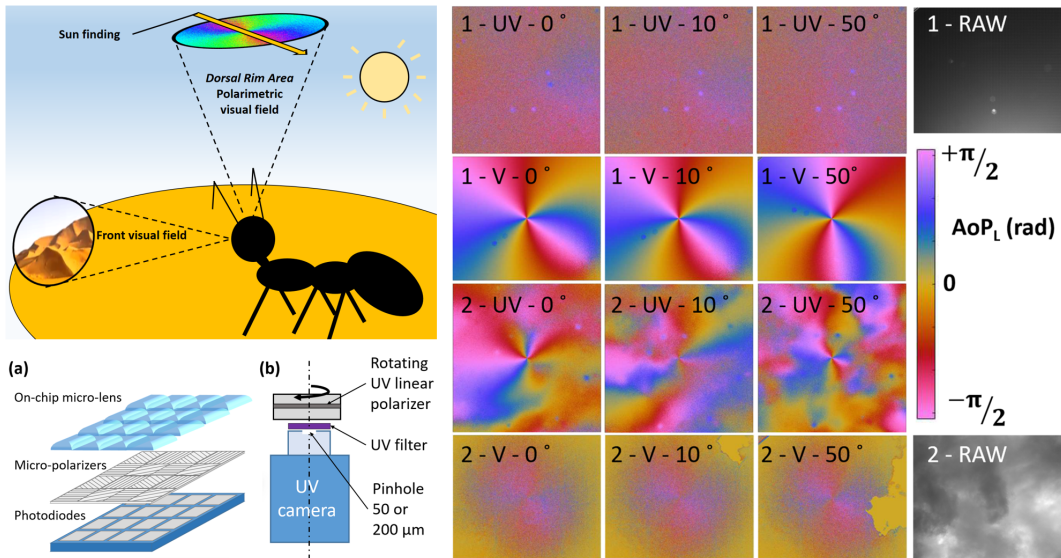 Sun finding
Dorsal Rim Area
Polarimetric
visual field
Front visual field
(a)
On-chip micro-lens
Micro-polarizers
Photodiodes
(b)
Rotating
UV linear
polarizer
UV filter
UV
camera
Pinhole
50 or
200 µm
1 - UV - 0 °
1 - UV - 10 °
1 - UV - 50 °
1 - RAW
1 - V - 0 °
1 - V - 10 °
1 - V - 50 °
+π/2
AoP_L (rad)
0
−π/2
2 - UV - 0 °
2 - UV - 10 °
2 - UV - 50 °
2 - V - 0 °
2 - V - 10 °
2 - V - 50 °
2 - RAW